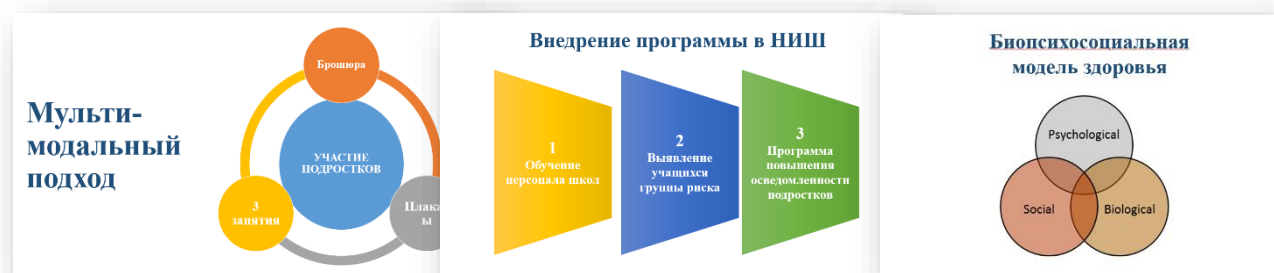 Мульти-
модальный
подход
Брошюра
УЧАСТИЕ
ПОДРОСТКОВ
3
занятия
Плака
ы
Внедрение программы в НИШ
1
Обучение
персонала школ
2
Выявление
учащихся
группы риска
3
Программа
повышения
осведомленности
подростков
Биопсихосоциальная
модель здоровья
Psychological
Social
Biological